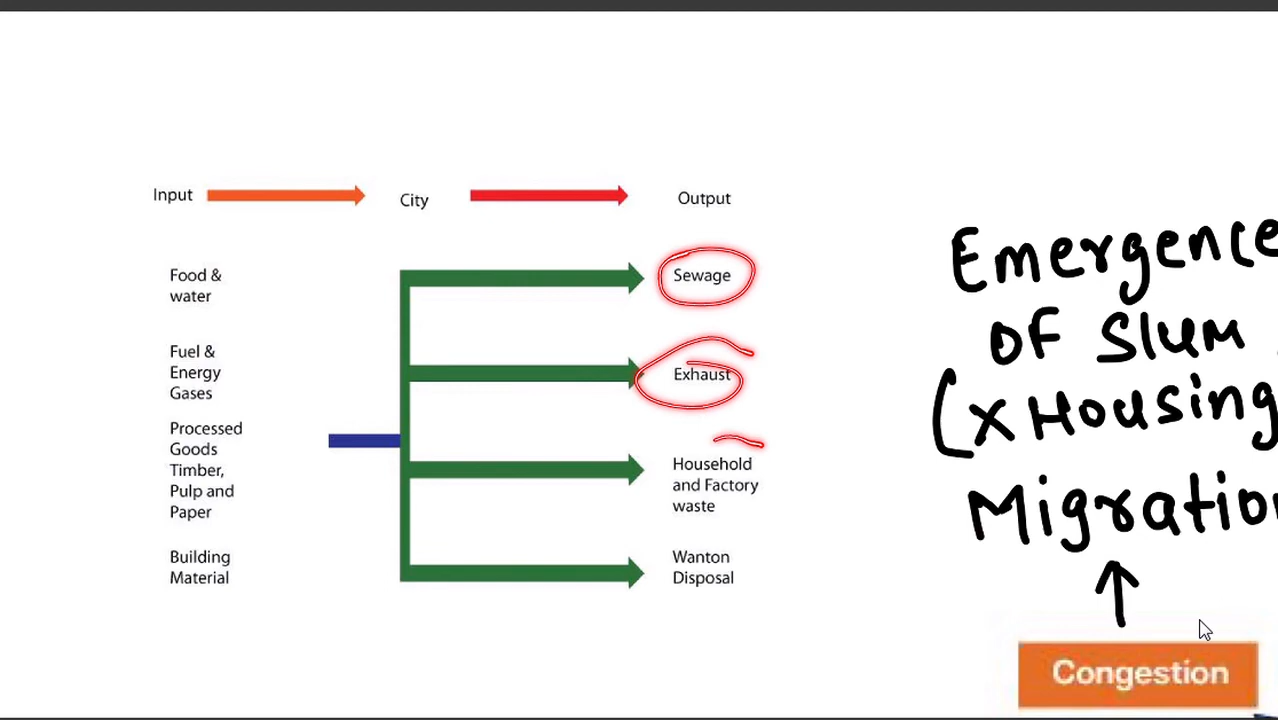 Input
City
Output
Food &
water
Sewage
Fuel &
Energy
Gases
Exhaust
Processed
Goods
Timber,
Pulp and
Paper
Household
and Factory
waste
Building
Material
Wanton
Disposal
Emergence
of Slum
(x Housing
Migration
Congestion